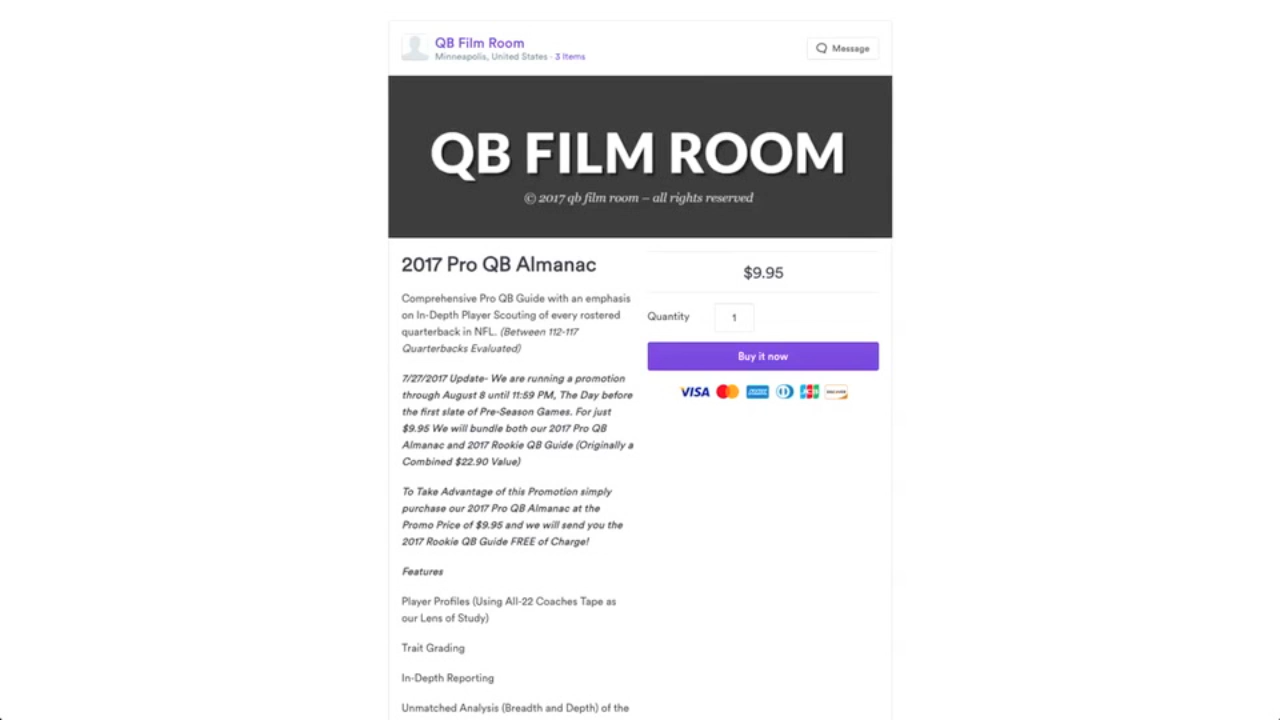 QB Film Room
Minneapolis, United States · 3 Items
Message
QB FILM ROOM
© 2017 qb film room – all rights reserved
2017 Pro QB Almanac
Comprehensive Pro QB Guide with an emphasis
on In-Depth Player Scouting of every rostered
quarterback in NFL. (Between 112-117
Quarterbacks Evaluated)
7/27/2017 Update- We are running a promotion
through August 8 until 11:59 PM, The Day before
the first slate of Pre-Season Games. For just
$9.95 We will bundle both our 2017 Pro QB
Almanac and 2017 Rookie QB Guide (Originally a
Combined $22.90 Value)
To Take Advantage of this Promotion simply
purchase our 2017 Pro QB Almanac at the
Promo Price of $9.95 and we will send you the
2017 Rookie QB Guide FREE of Charge!
Features
Player Profiles (Using All-22 Coaches Tape as
our Lens of Study)
Trait Grading
In-Depth Reporting
Unmatched Analysis (Breadth and Depth) of the
$9.95
Quantity 1
Buy it now
VISA